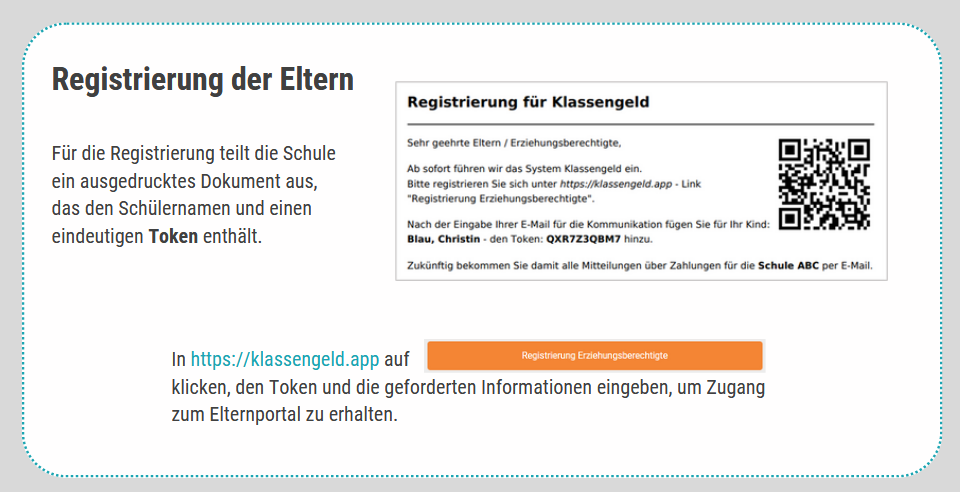 Registrierung der Eltern
Für die Registrierung teilt die Schule
ein ausgedrucktes Dokument aus,
das den Schülernamen und einen
eindeutigen Token enthält.
Registrierung für Klassengeld
Sehr geehrte Eltern / Erziehungsberechtigte,
Ab sofort führen wir das System Klassengeld ein.
Bitte registrieren Sie sich unter https://klassengeld.app - Link
"Registrierung Erziehungsberechtigte".
Nach der Eingabe Ihrer E-Mail für die Kommunikation fügen Sie für Ihr Kind:
Blau, Christin - den Token: QXR7Z3QBM7 hinzu.
Zukünftig bekommen Sie damit alle Mitteilungen über Zahlungen für die Schule ABC per E-Mail.
In https://klassengeld.app auf Registrierung Erziehungsberechtigte
klicken, den Token und die geforderten Informationen eingeben, um Zugang
zum Elternportal zu erhalten.